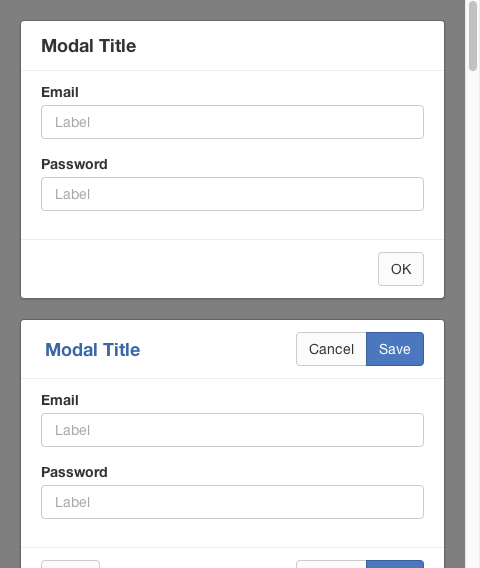 Modal Title
Email
Label
Password
Label
OK
Modal Title
Cancel Save
Email
Label
Password
Label